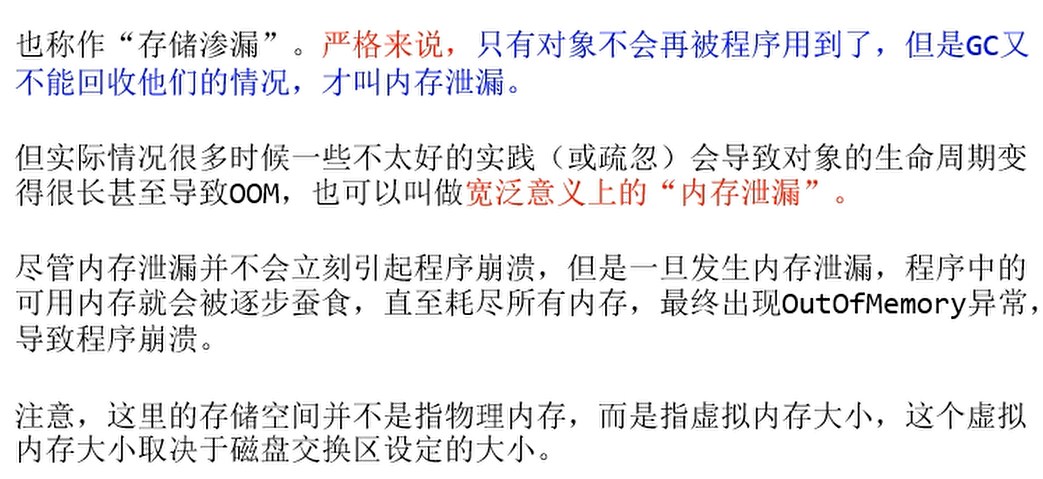 也称作“存储渗漏”。严格来说，只有对象不会再被程序用到了，但是GC又
不能回收他们的情况，才叫内存泄漏。
但实际情况很多时候一些不太好的实践（或疏忽）会导致对象的生命周期变
得很长甚至导致OOM，也可以叫做宽泛意义上的“内存泄漏”。
尽管内存泄漏并不会立刻引起程序崩溃，但是一旦发生内存泄漏，程序中的
可用内存就会被逐步蚕食，直至耗尽所有内存，最终出现OutOfMemory异常，
导致程序崩溃。
注意，这里的存储空间并不是指物理内存，而是指虚拟内存大小，这个虚拟
内存大小取决于磁盘交换区设定的大小。